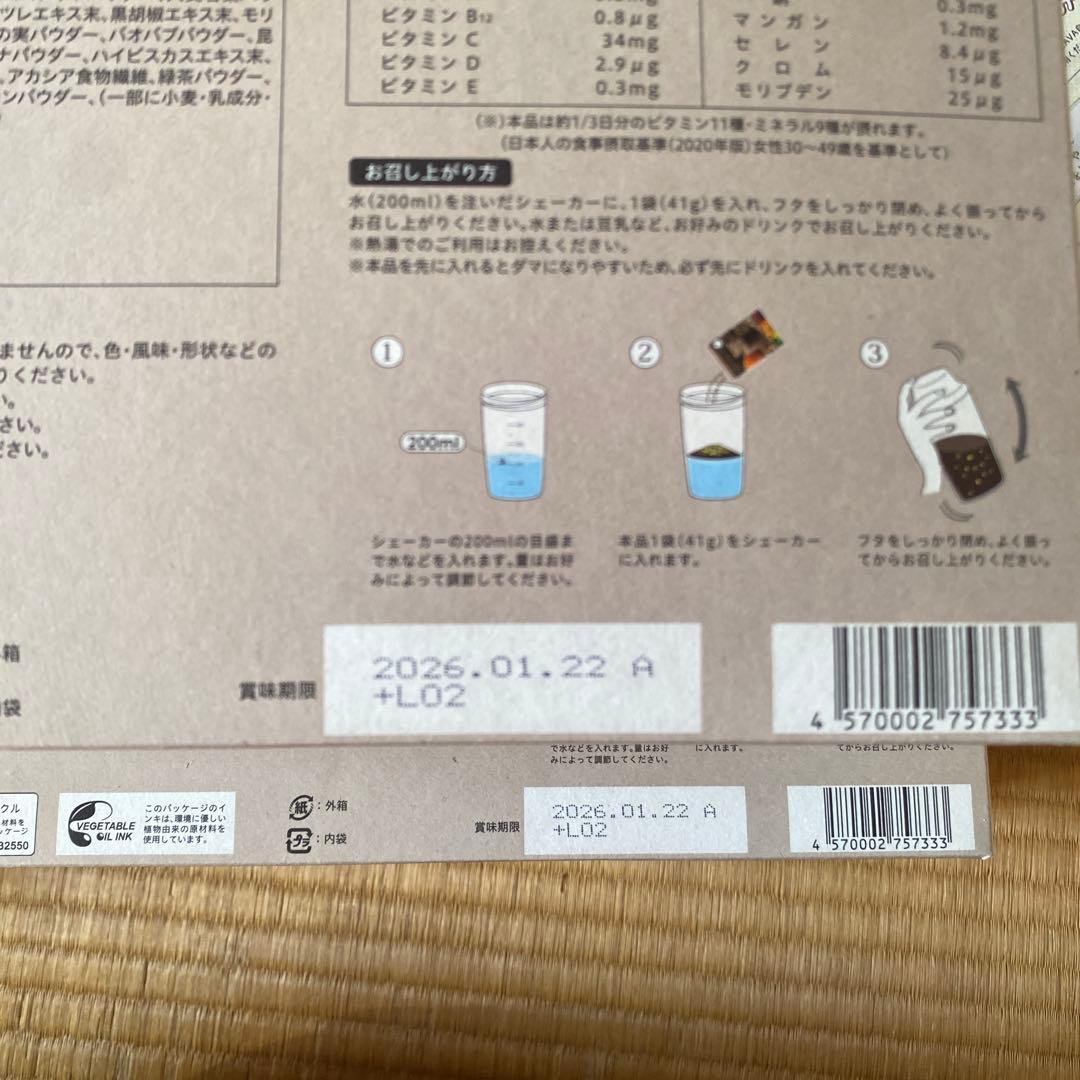 ツレエキス末、黒胡椒エキス末、モリ
の実パウダー、バオバブパウダー、昆
ナパウダー、ハイビスカスエキス末、
、アカシア食物繊維、緑茶パウダー、
ンパウダー、(一部に小麦・乳成分・
ビタミン B12 0.8μg
ビタミン C 34mg
ビタミン D 2.9μg
ビタミン E 0.3mg
0.3mg
マンガン 1.2mg
セレン 8.4μg
クロム 15μg
モリブデン 25μg
(※)本品は約1/3日分のビタミン11種・ミネラル9種が摂れます。
(日本人の食事摂取基準(2020年版)女性30〜49歳を基準として)
お召し上がり方
水(200ml)を注いだシェーカーに、1袋(41g)を入れ、フタをしっかり閉め、よく振ってから
お召し上がりください。水または豆乳など、お好みのドリンクでお召し上がりください。
※熱湯でのご利用はお控えください。
※本品を先に入れるとダマになりやすいため、必ず先にドリンクを入れてください。
ませんので、色・風味・形状などの
りください。
い。
さい。
ださい。
①
②
③
200ml
シェーカーの200mlの目盛ま
で水などを入れます。量はお好
みによって調節してください。
本品1袋(41g)をシェーカー
に入れます。
フタをしっかり閉め、よく振っ
てからお召し上がりください。
箱
袋
賞味期限
2026.01.22 A
+L02
4 570002 757333
で水などを入れます。量はお好
みによって調節してください。
に入れます。
てからお召し上がりください。
クル
材料を
ッケージ
32550
VEGETABLE
OIL INK
このパッケージのイ
ンキは、環境に優しい
植物由来の原材料を
使用しています。
紙:外箱
プラ:内袋
賞味期限
2026.01.22 A
+L02
4 570002 757333